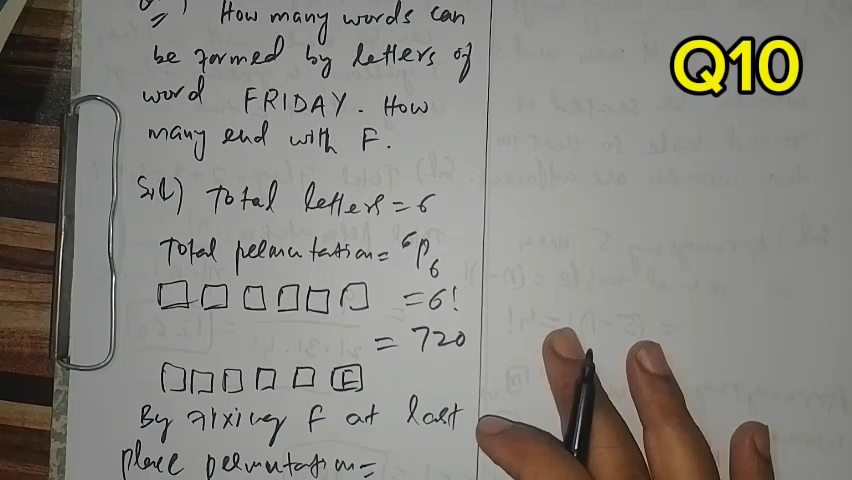 How many words can
be formed by letters of
word FRIDAY. How
many end with F.
Sol) Total letters = 6
Total permutation = ⁶P₆
= 6!
= 720
F
By fixing F at last
place permutation =
Q10